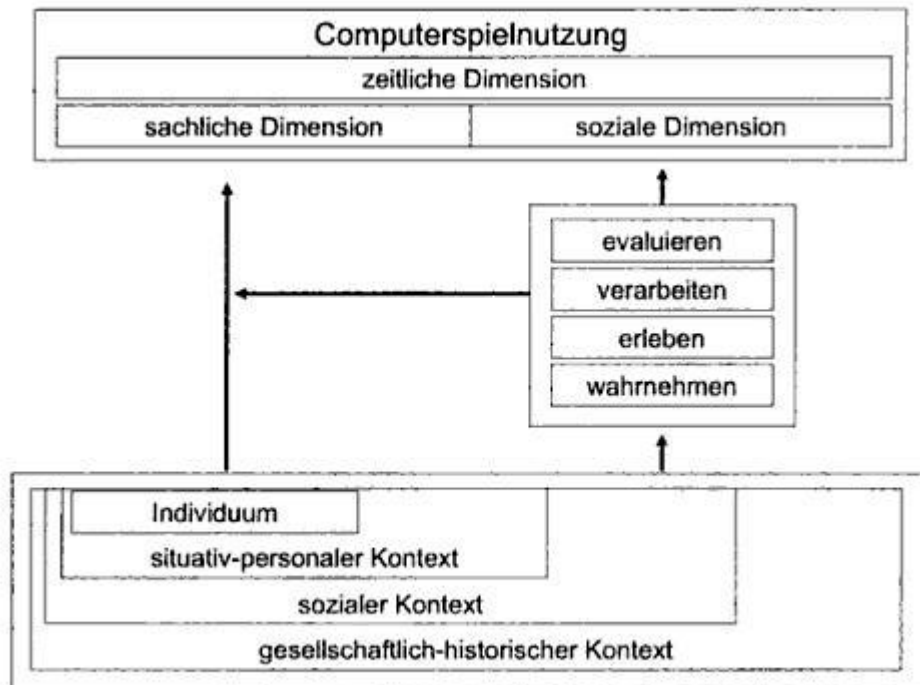 Computerspielnutzung
zeitliche Dimension
sachliche Dimension
soziale Dimension
evaluieren
verarbeiten
erleben
wahrnehmen
Individuum
situativ-personaler Kontext
sozialer Kontext
gesellschaftlich-historischer Kontext